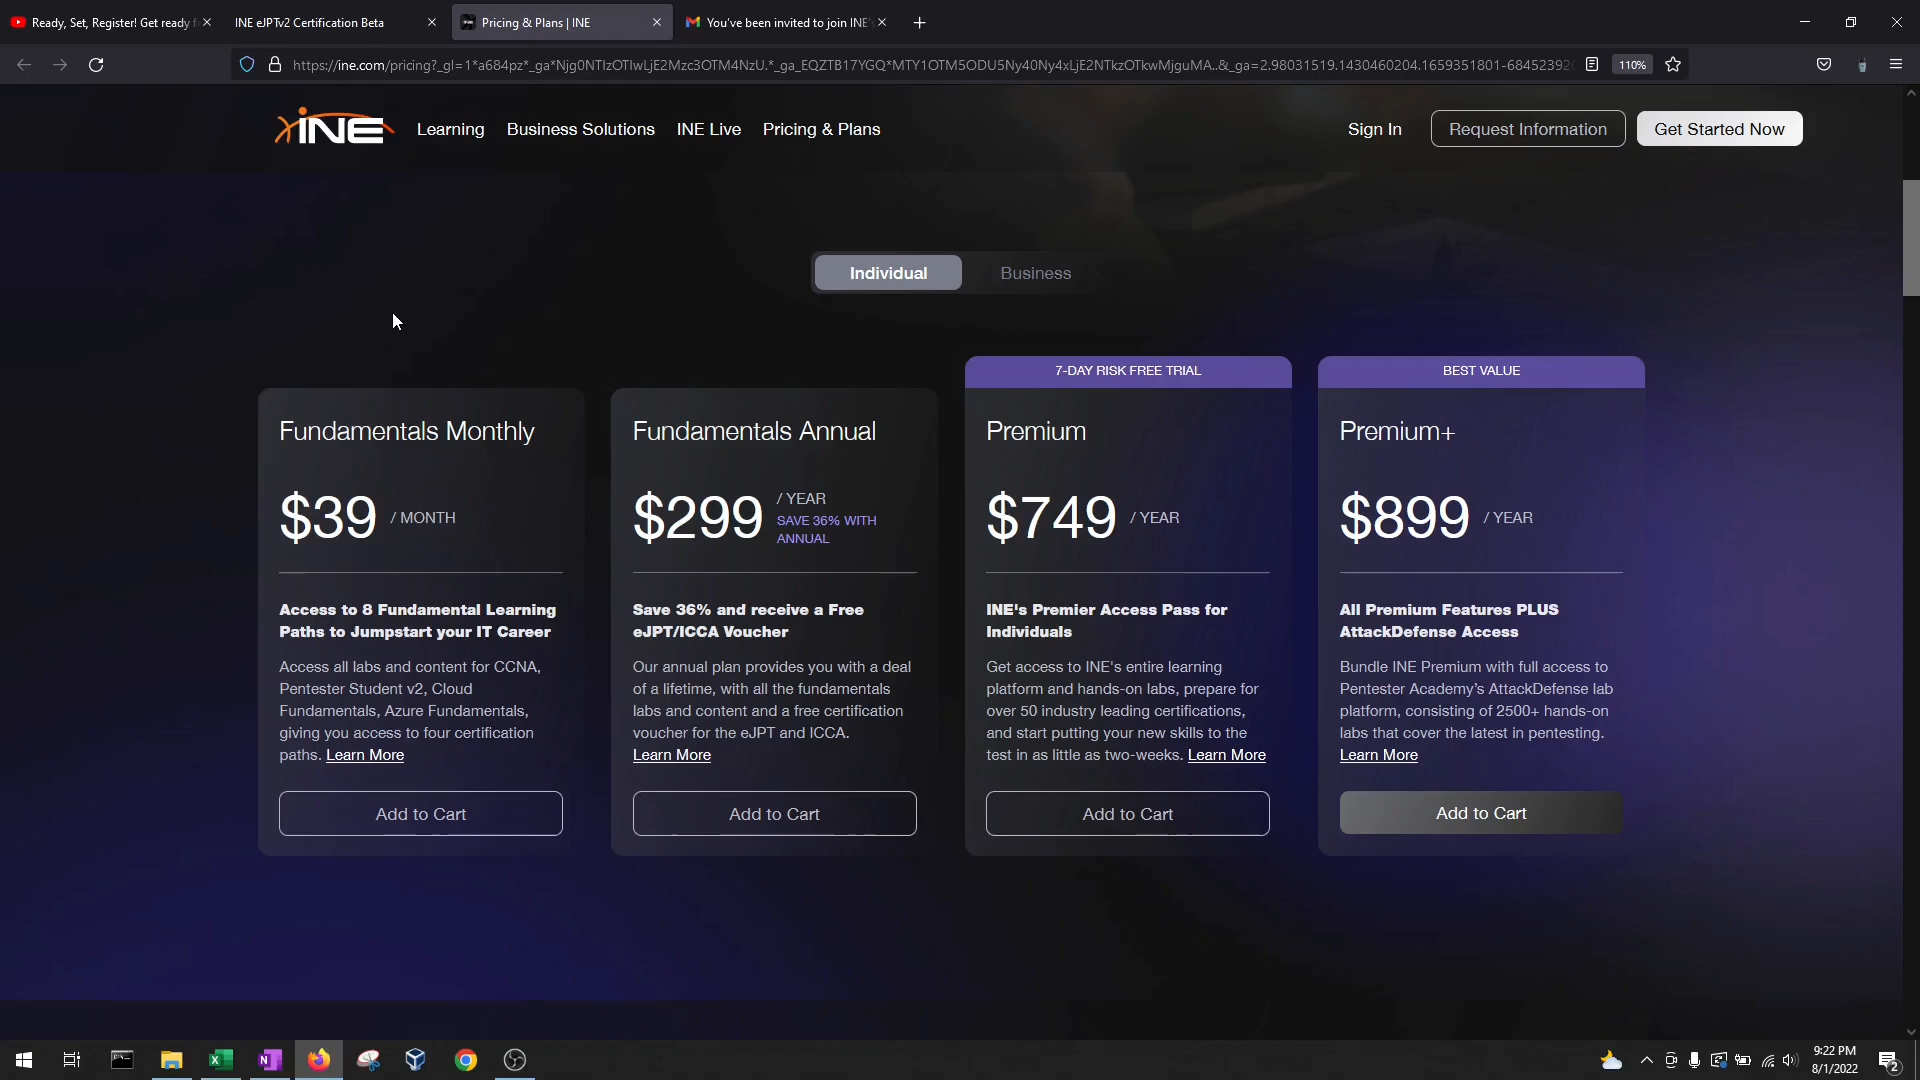 Ready, Set, Register! Get ready
INE eJPTv2 Certification Beta
Pricing & Plans | INE
You've been invited to join INE'
https://ine.com/pricing?_gl=1*a684pz*_ga*Njg0NTIzOTIwLjE2Mzc3OTM4NzU.*_ga_EQZTB17YGQ*MTY1OTM5ODU5Ny40Ny4xLjE2NTkzOTkwMjguMA..&_ga=2.98031519.1430460204.1659351801-68452392
110%
INE
Learning
Business Solutions
INE Live
Pricing & Plans
Sign In
Request Information
Get Started Now
Individual
Business
Fundamentals Monthly
$39 / MONTH
Access to 8 Fundamental Learning
Paths to Jumpstart your IT Career
Access all labs and content for CCNA,
Pentester Student v2, Cloud
Fundamentals, Azure Fundamentals,
giving you access to four certification
paths. Learn More
Add to Cart
Fundamentals Annual
$299 / YEAR
SAVE 36% WITH
ANNUAL
Save 36% and receive a Free
eJPT/ICCA Voucher
Our annual plan provides you with a deal
of a lifetime, with all the fundamentals
labs and content and a free certification
voucher for the eJPT and ICCA.
Learn More
Add to Cart
7-DAY RISK FREE TRIAL
Premium
$749 / YEAR
INE's Premier Access Pass for
Individuals
Get access to INE's entire learning
platform and hands-on labs, prepare for
over 50 industry leading certifications,
and start putting your new skills to the
test in as little as two-weeks. Learn More
Add to Cart
BEST VALUE
Premium+
$899 / YEAR
All Premium Features PLUS
AttackDefense Access
Bundle INE Premium with full access to
Pentester Academy's AttackDefense lab
platform, consisting of 2500+ hands-on
labs that cover the latest in pentesting.
Learn More
Add to Cart
9:22 PM
8/1/2022
2